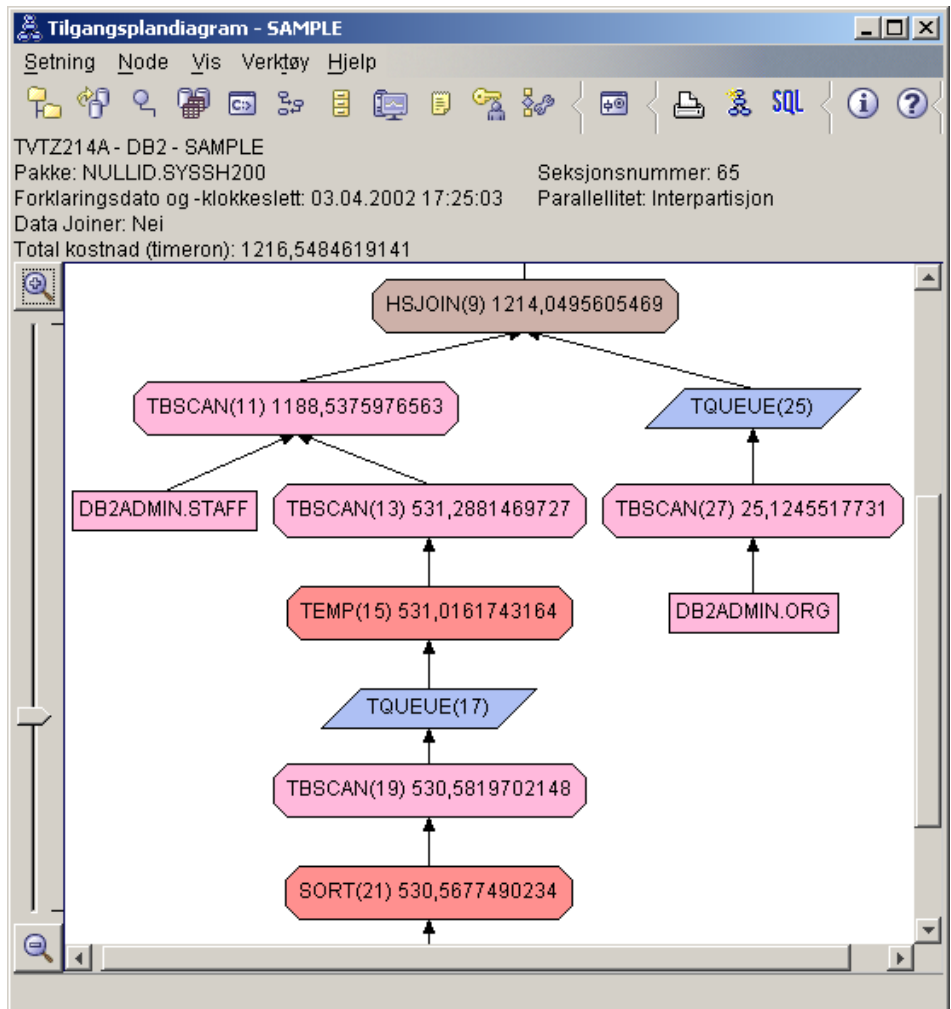 Tilgangsplandiagram - SAMPLE
Setning Node Vis Verktøy Hjelp
C:> SQL i ?
TVTZ214A - DB2 - SAMPLE
Pakke: NULLID.SYSSH200 Seksjonsnummer: 65
Forklaringsdato og -klokkeslett: 03.04.2002 17:25:03 Parallellitet: Interpartisjon
Data Joiner: Nei
Total kostnad (timeron): 1216,5484619141
HSJOIN(9) 1214,0495605469
TBSCAN(11) 1188,5375976563 TQUEUE(25)
DB2ADMIN.STAFF TBSCAN(13) 531,2881469727 TBSCAN(27) 25,1245517731
TEMP(15) 531,0161743164 DB2ADMIN.ORG
TQUEUE(17)
TBSCAN(19) 530,5819702148
SORT(21) 530,5677490234